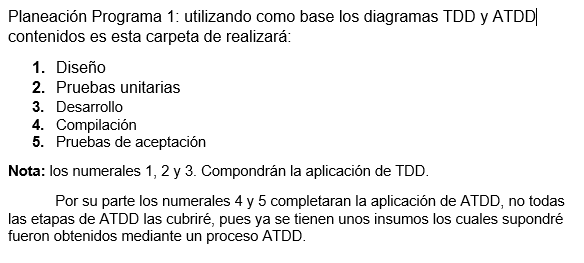 Planeación Programa 1: utilizando como base los diagramas TDD y ATDD
contenidos es esta carpeta de realizará:
1. Diseño
2. Pruebas unitarias
3. Desarrollo
4. Compilación
5. Pruebas de aceptación
Nota: los numerales 1, 2 y 3. Compondrán la aplicación de TDD.
Por su parte los numerales 4 y 5 completaran la aplicación de ATDD, no todas
las etapas de ATDD las cubriré, pues ya se tienen unos insumos los cuales supondré
fueron obtenidos mediante un proceso ATDD.